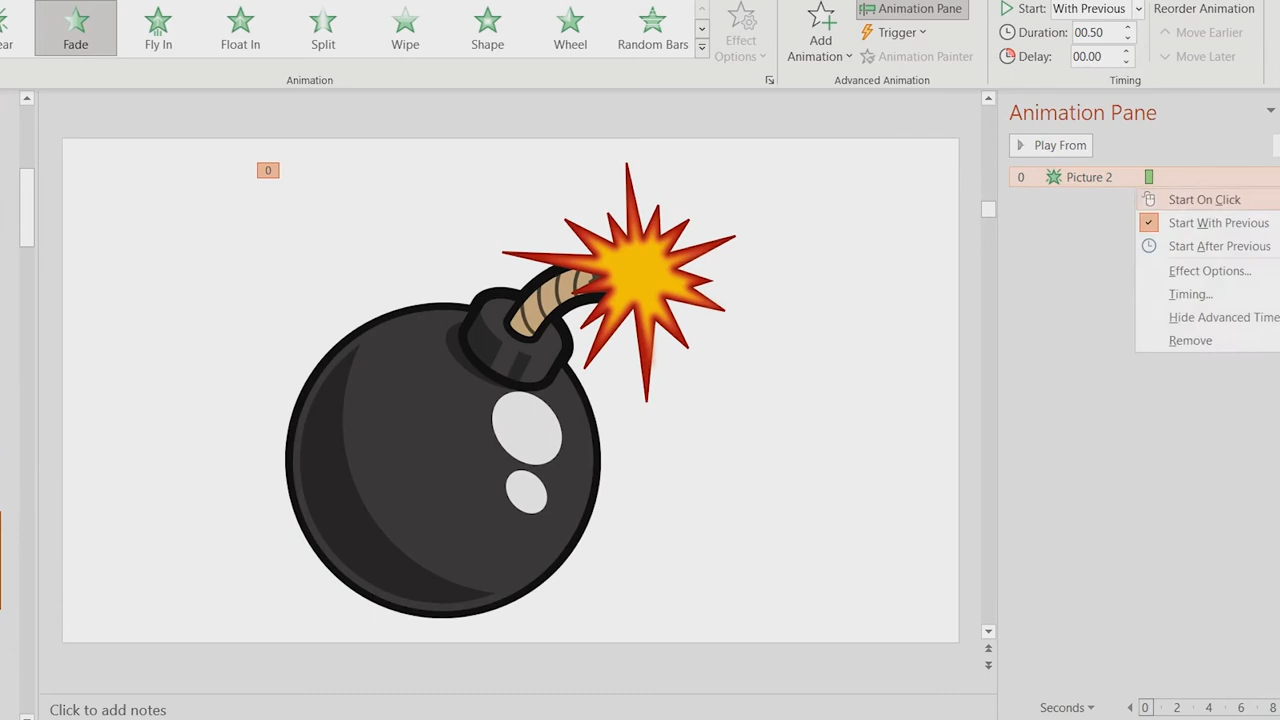 ear
Fade
Fly In
Float In
Split
Wipe
Shape
Wheel
Random Bars
Effect
Options
Add
Animation
Animation Pane
Trigger
Animation Painter
Start: With Previous
Duration: 00.50
Delay: 00.00
Reorder Animation
Move Earlier
Move Later
Animation
Advanced Animation
Timing
Animation Pane
Play From
0 Picture 2
Start On Click
Start With Previous
Start After Previous
Effect Options...
Timing...
Hide Advanced Time
Remove
0
Click to add notes
Seconds
0 2 4 6 8